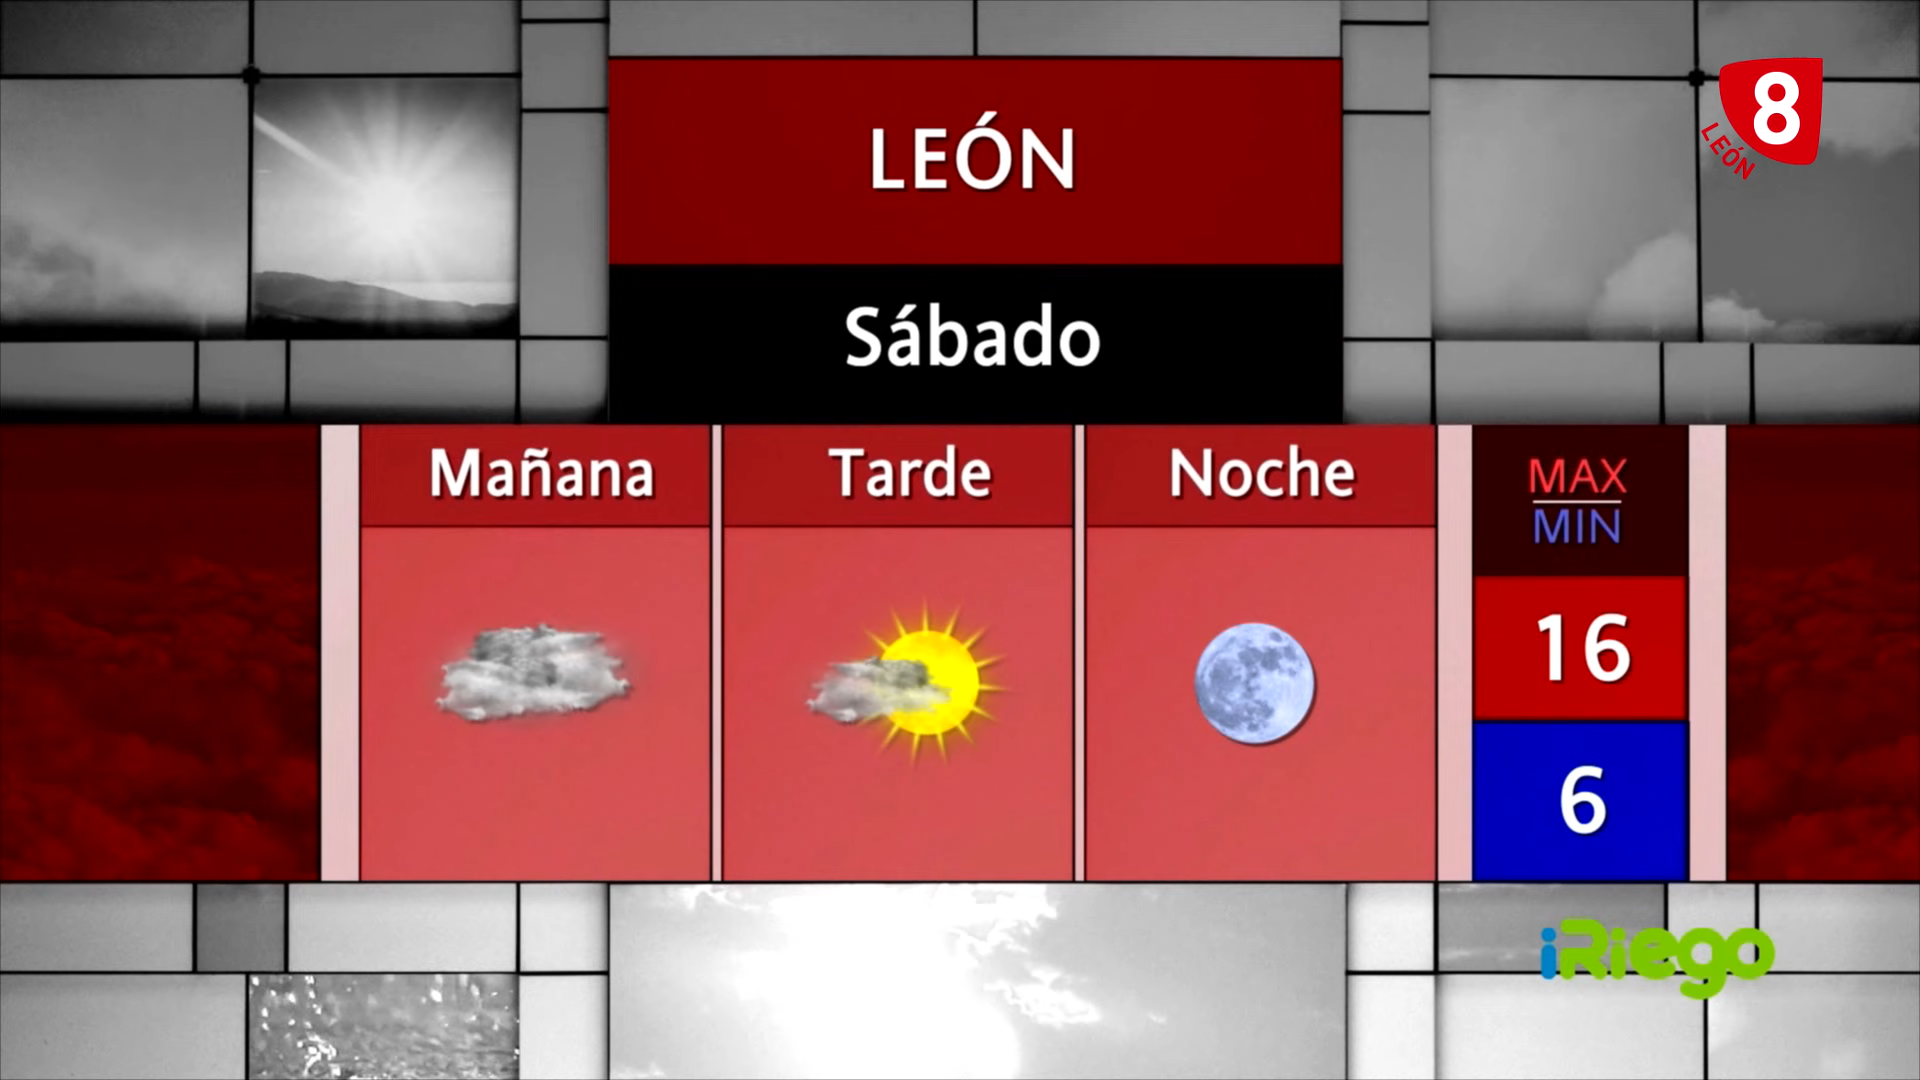 LEÓN
8
LEÓN
Sábado
Mañana
Tarde
Noche
MAX
MIN
16
6
iRiego